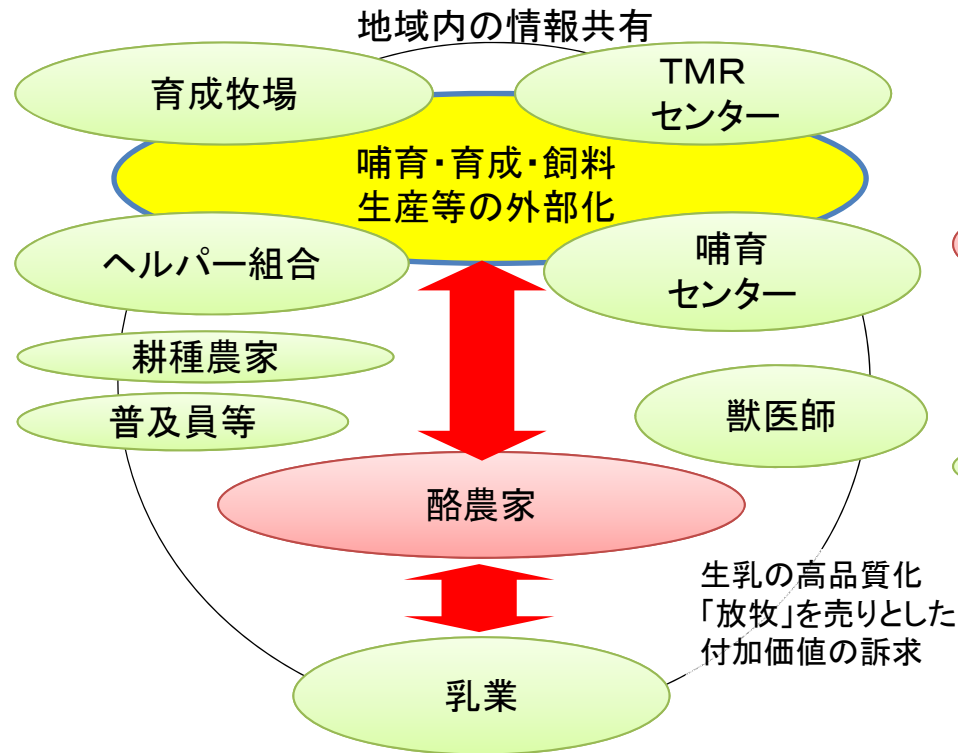 地域内の情報共有
育成牧場
ＴＭＲ
センター
哺育・育成・飼料
生産等の外部化
ヘルパー組合
哺育
センター
耕種農家
普及員等
獣医師
酪農家
生乳の高品質化
「放牧」を売りとした
付加価値の訴求
乳業